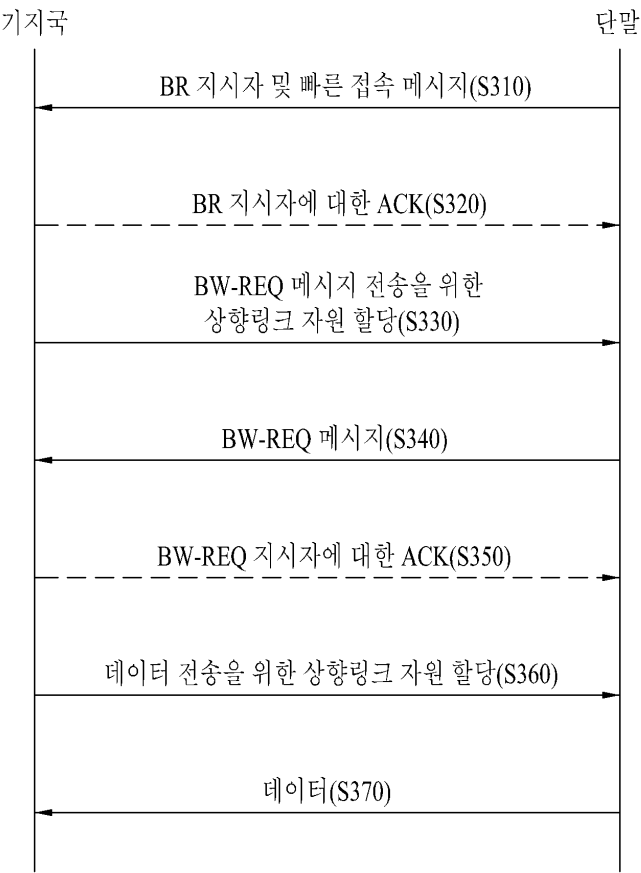 기지국
단말
BR 지시자 및 빠른 접속 메시지(S310)
BR 지시자에 대한 ACK(S320)
BW-REQ 메시지 전송을 위한
상향링크 자원 할당(S330)
BW-REQ 메시지(S340)
BW-REQ 지시자에 대한 ACK(S350)
데이터 전송을 위한 상향링크 자원 할당(S360)
데이터(S370)